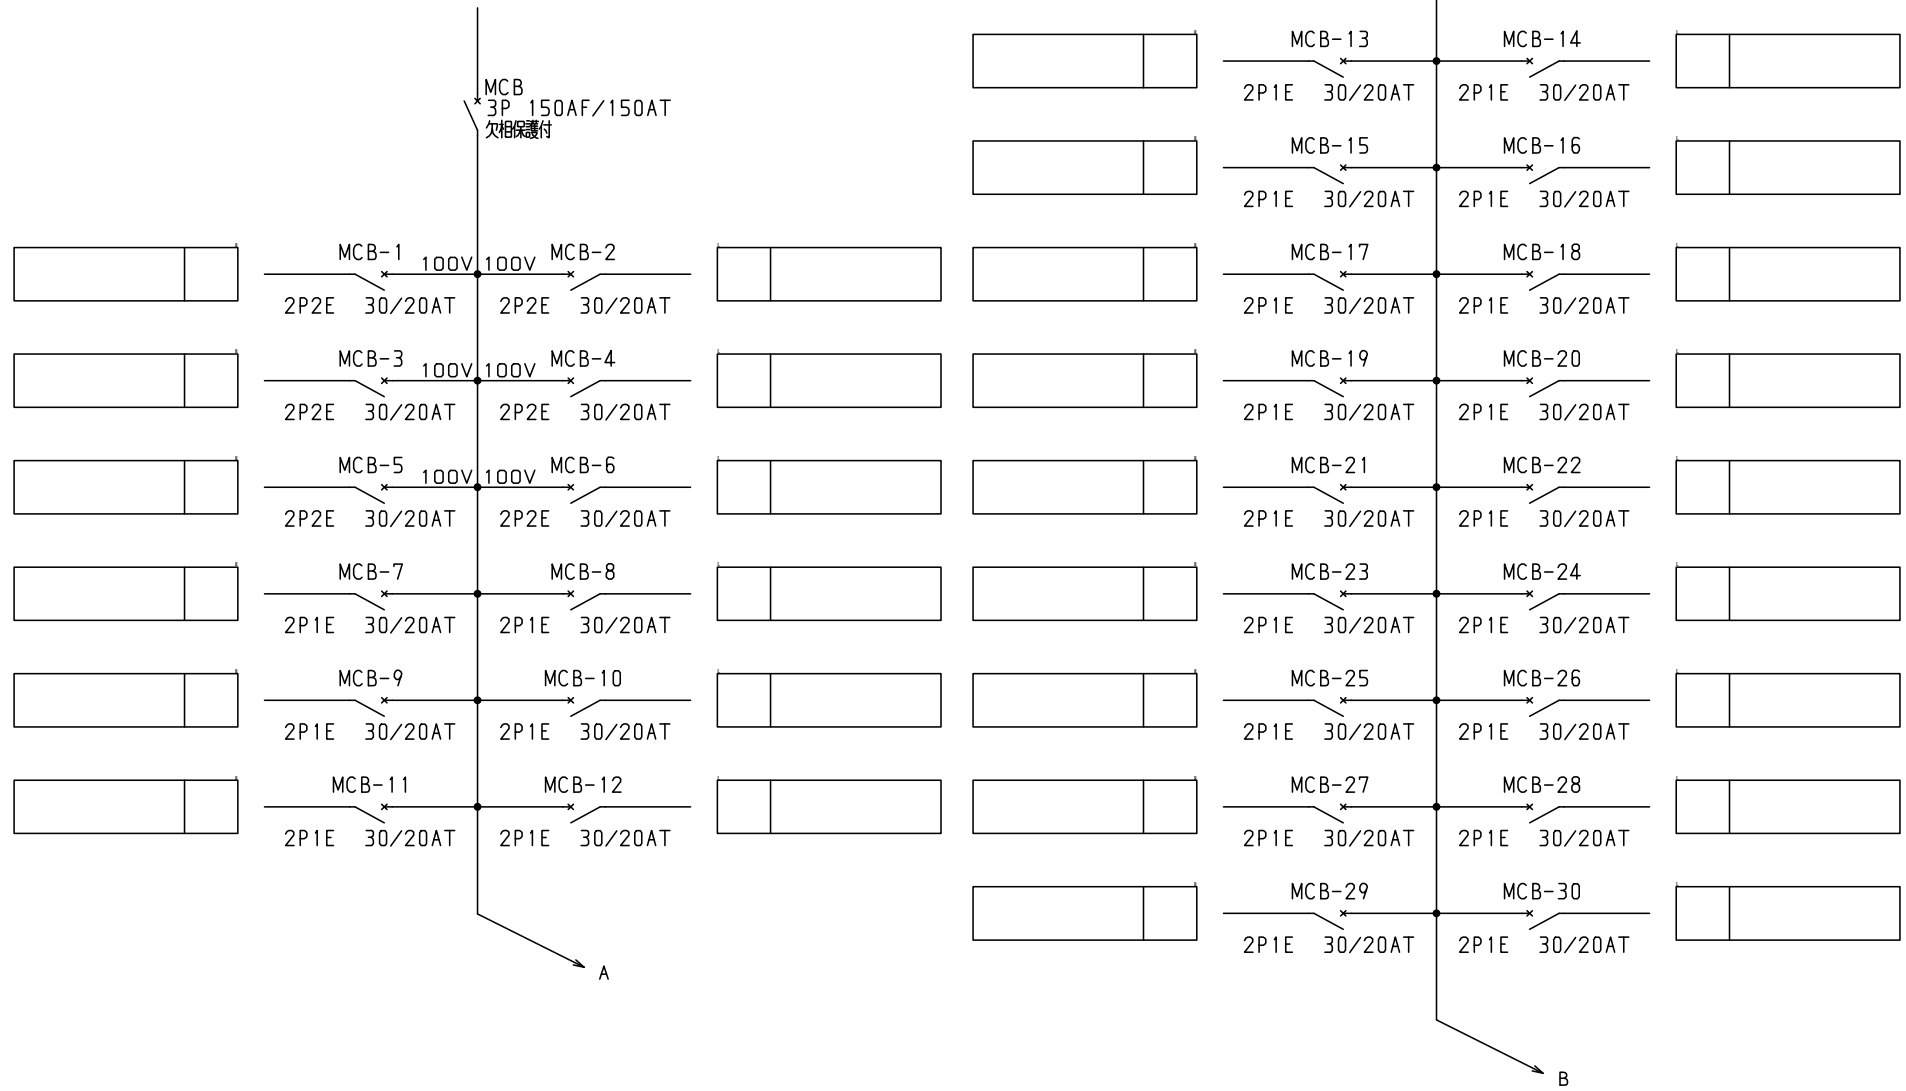 MCB
3P 150AF/150AT
欠相保護付
MCB-1 100V 100V MCB-2
2P2E 30/20AT 2P2E 30/20AT
MCB-3 100V 100V MCB-4
2P2E 30/20AT 2P2E 30/20AT
MCB-5 100V 100V MCB-6
2P2E 30/20AT 2P2E 30/20AT
MCB-7 MCB-8
2P1E 30/20AT 2P1E 30/20AT
MCB-9 MCB-10
2P1E 30/20AT 2P1E 30/20AT
MCB-11 MCB-12
2P1E 30/20AT 2P1E 30/20AT
A
MCB-13 MCB-14
2P1E 30/20AT 2P1E 30/20AT
MCB-15 MCB-16
2P1E 30/20AT 2P1E 30/20AT
MCB-17 MCB-18
2P1E 30/20AT 2P1E 30/20AT
MCB-19 MCB-20
2P1E 30/20AT 2P1E 30/20AT
MCB-21 MCB-22
2P1E 30/20AT 2P1E 30/20AT
MCB-23 MCB-24
2P1E 30/20AT 2P1E 30/20AT
MCB-25 MCB-26
2P1E 30/20AT 2P1E 30/20AT
MCB-27 MCB-28
2P1E 30/20AT 2P1E 30/20AT
MCB-29 MCB-30
2P1E 30/20AT 2P1E 30/20AT
B